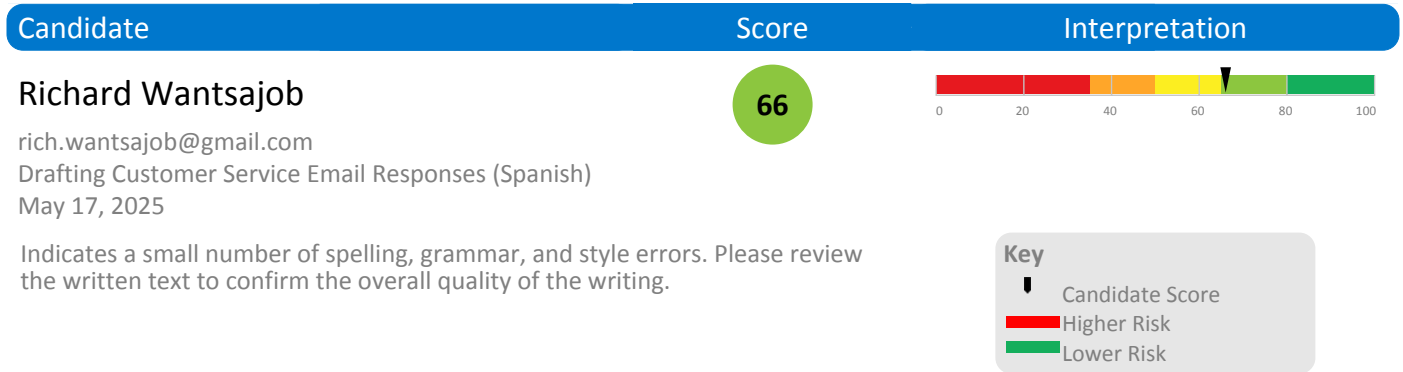 Candidate Score Interpretation
Richard Wantsajob
66
0 20 40 60 80 100
rich.wantsajob@gmail.com
Drafting Customer Service Email Responses (Spanish)
May 17, 2025
Indicates a small number of spelling, grammar, and style errors. Please review
the written text to confirm the overall quality of the writing.
Key
Candidate Score
Higher Risk
Lower Risk